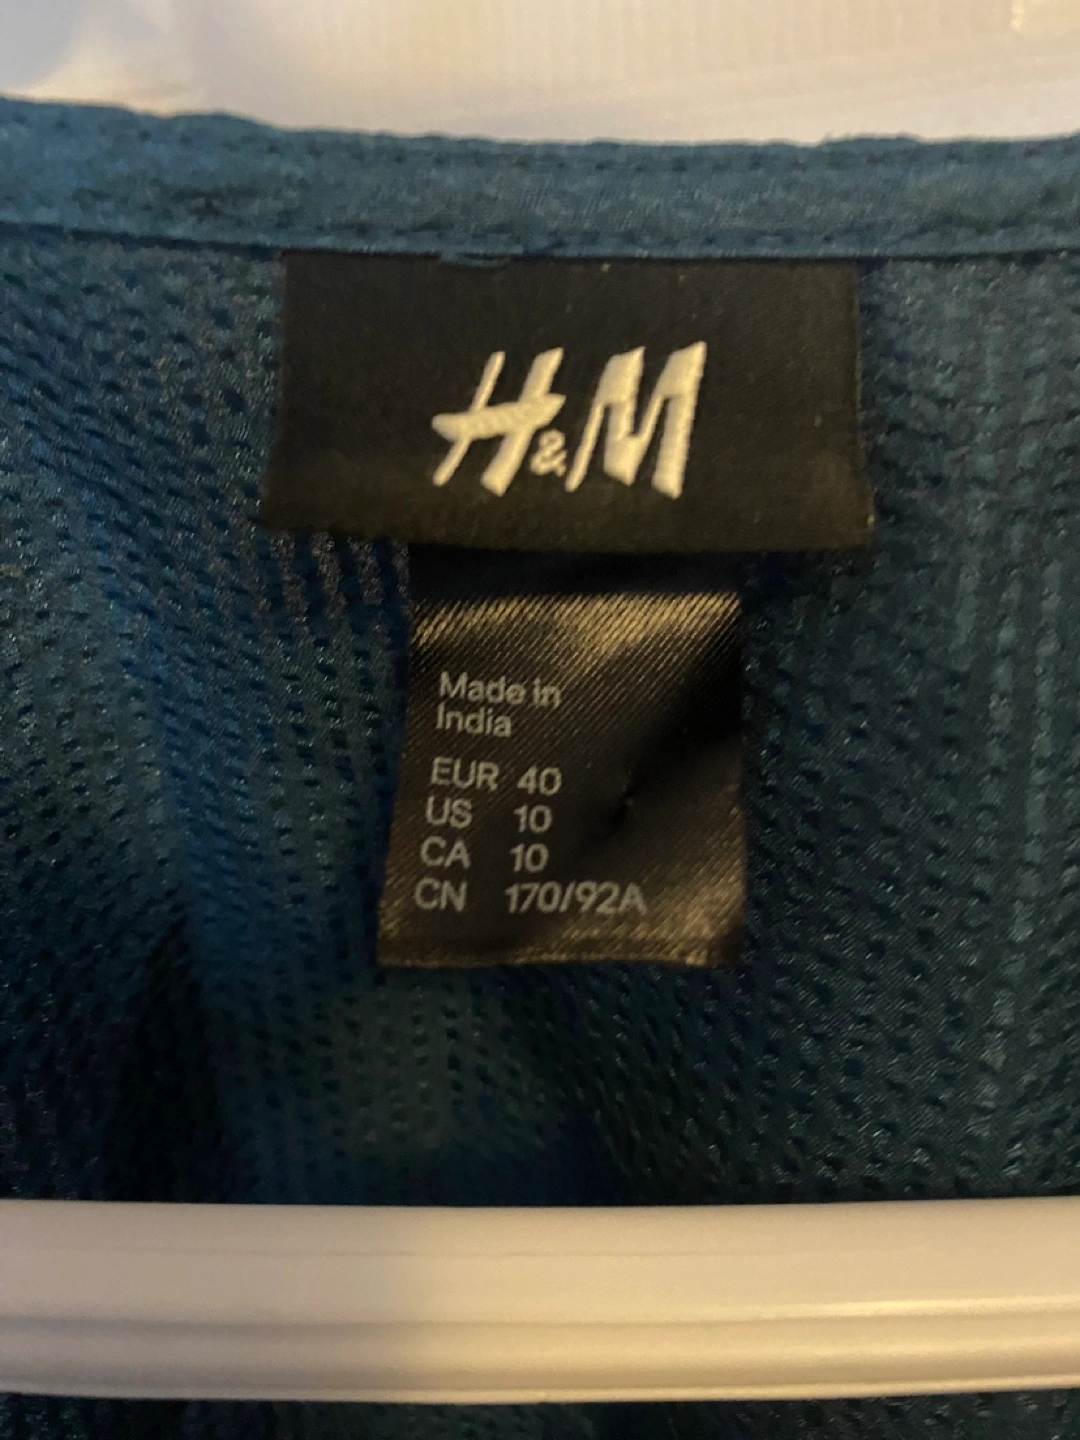 H&M
Made in
India
EUR 40
US 10
CA 10
CN 170/92A